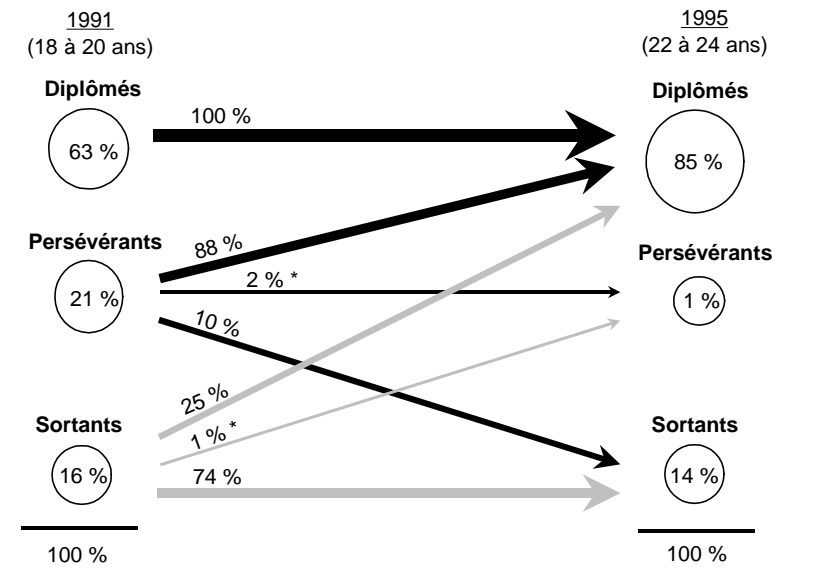 1991
(18 à 20 ans)
1995
(22 à 24 ans)
Diplômés
63 %
100 %
Diplômés
85 %
Persévérants
21 %
88 %
2 % *
10 %
Persévérants
1 %
Sortants
16 %
25 %
1 % *
74 %
Sortants
14 %
100 %
100 %